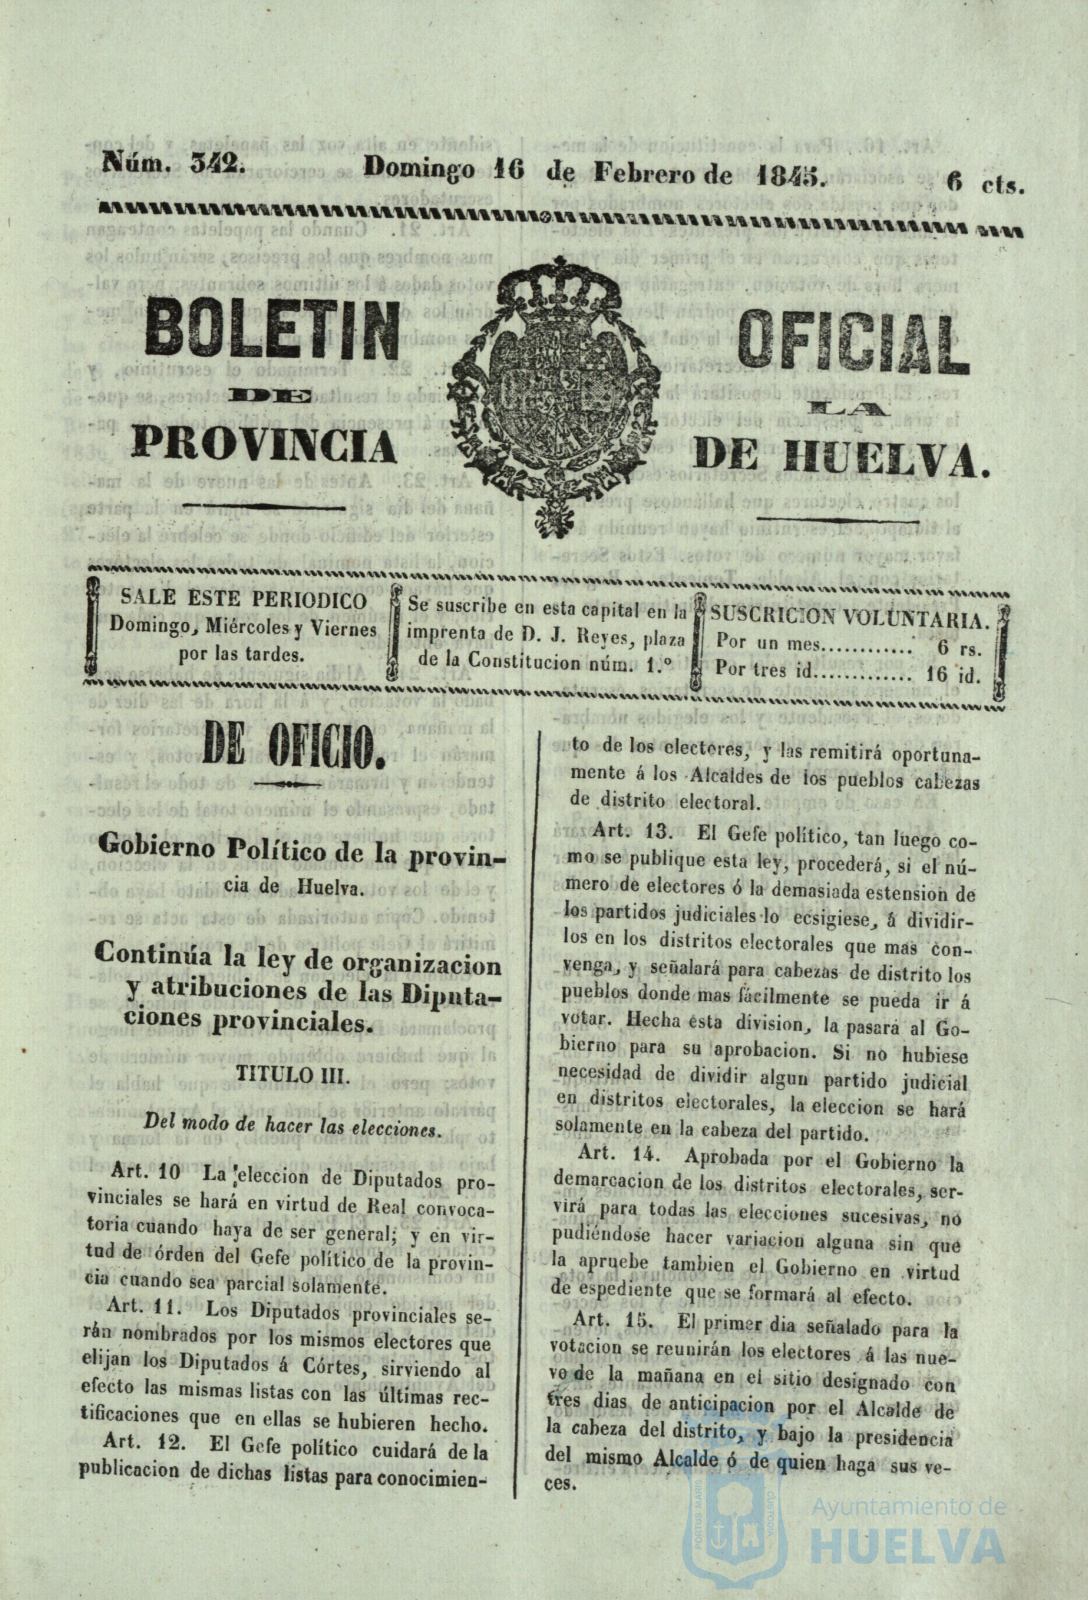 Núm. 342. Domingo 16 de Febrero de 1845. 6 cts.
BOLETIN OFICIAL
DE LA
PROVINCIA DE HUELVA.
SALE ESTE PERIODICO
Domingo, Miércoles y Viernes
por las tardes.
Se suscribe en esta capital en la
imprenta de D. J. Reyes, plaza
de la Constitucion núm. 1.º
SUSCRICION VOLUNTARIA.
Por un mes............ 6 rs.
Por tres id............. 16 id.
DE OFICIO.
Gobierno Político de la provin-
cia de Huelva.
Continúa la ley de organizacion
y atribuciones de las Diputa-
ciones provinciales.
TITULO III.
Del modo de hacer las elecciones.
Art. 10 La eleccion de Diputados pro-
vinciales se hará en virtud de Real convoca-
toria cuando haya de ser general; y en vir-
tud de órden del Gefe político de la provin-
cia cuando sea parcial solamente.
Art. 11. Los Diputados provinciales se-
rán nombrados por los mismos electores que
elijan los Diputados á Córtes, sirviendo al
efecto las mismas listas con las últimas rec-
tificaciones que en ellas se hubieren hecho.
Art. 12. El Gefe político cuidará de la
publicacion de dichas listas para conocimien-
to de los electores, y las remitirá oportuna-
mente á los Alcaldes de los pueblos cabezas
de distrito electoral.
Art. 13. El Gefe político, tan luego co-
mo se publique esta ley, procederá, si el nú-
mero de electores ó la demasiada estension de
los partidos judiciales lo ecsigiese, á dividir-
los en los distritos electorales que mas con-
venga, y señalará para cabezas de distrito los
pueblos donde mas fácilmente se pueda ir á
votar. Hecha esta division, la pasará al Go-
bierno para su aprobacion. Si no hubiese
necesidad de dividir algun partido judicial
en distritos electorales, la eleccion se hará
solamente en la cabeza del partido.
Art. 14. Aprobada por el Gobierno la
demarcacion de los distritos electorales, ser-
virá para todas las elecciones sucesivas, no
pudiéndose hacer variacion alguna sin que
la apruebe tambien el Gobierno en virtud
de espediente que se formará al efecto.
Art. 15. El primer dia señalado para la
votacion se reunirán los electores á las nue-
ve de la mañana en el sitio designado con
tres dias de anticipacion por el Alcalde de
la cabeza del distrito, y bajo la presidencia
del mismo Alcalde ó de quien haga sus ve-
ces.
PORTUS MARIS CUSTODIA
Ayuntamiento de
HUELVA